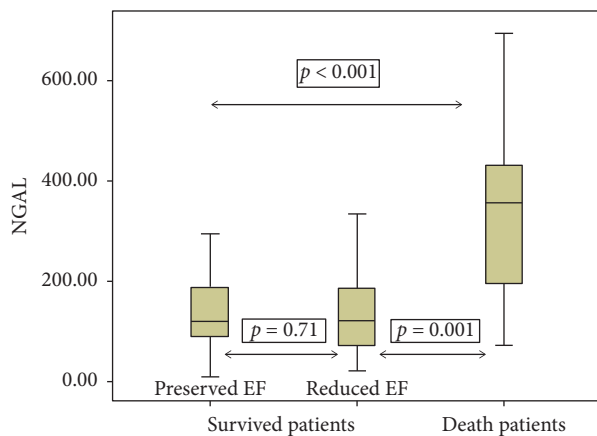 p < 0.001
600.00
400.00
NGAL
200.00
p = 0.71
p = 0.001
0.00
Preserved EF
Reduced EF
Survived patients
Death patients